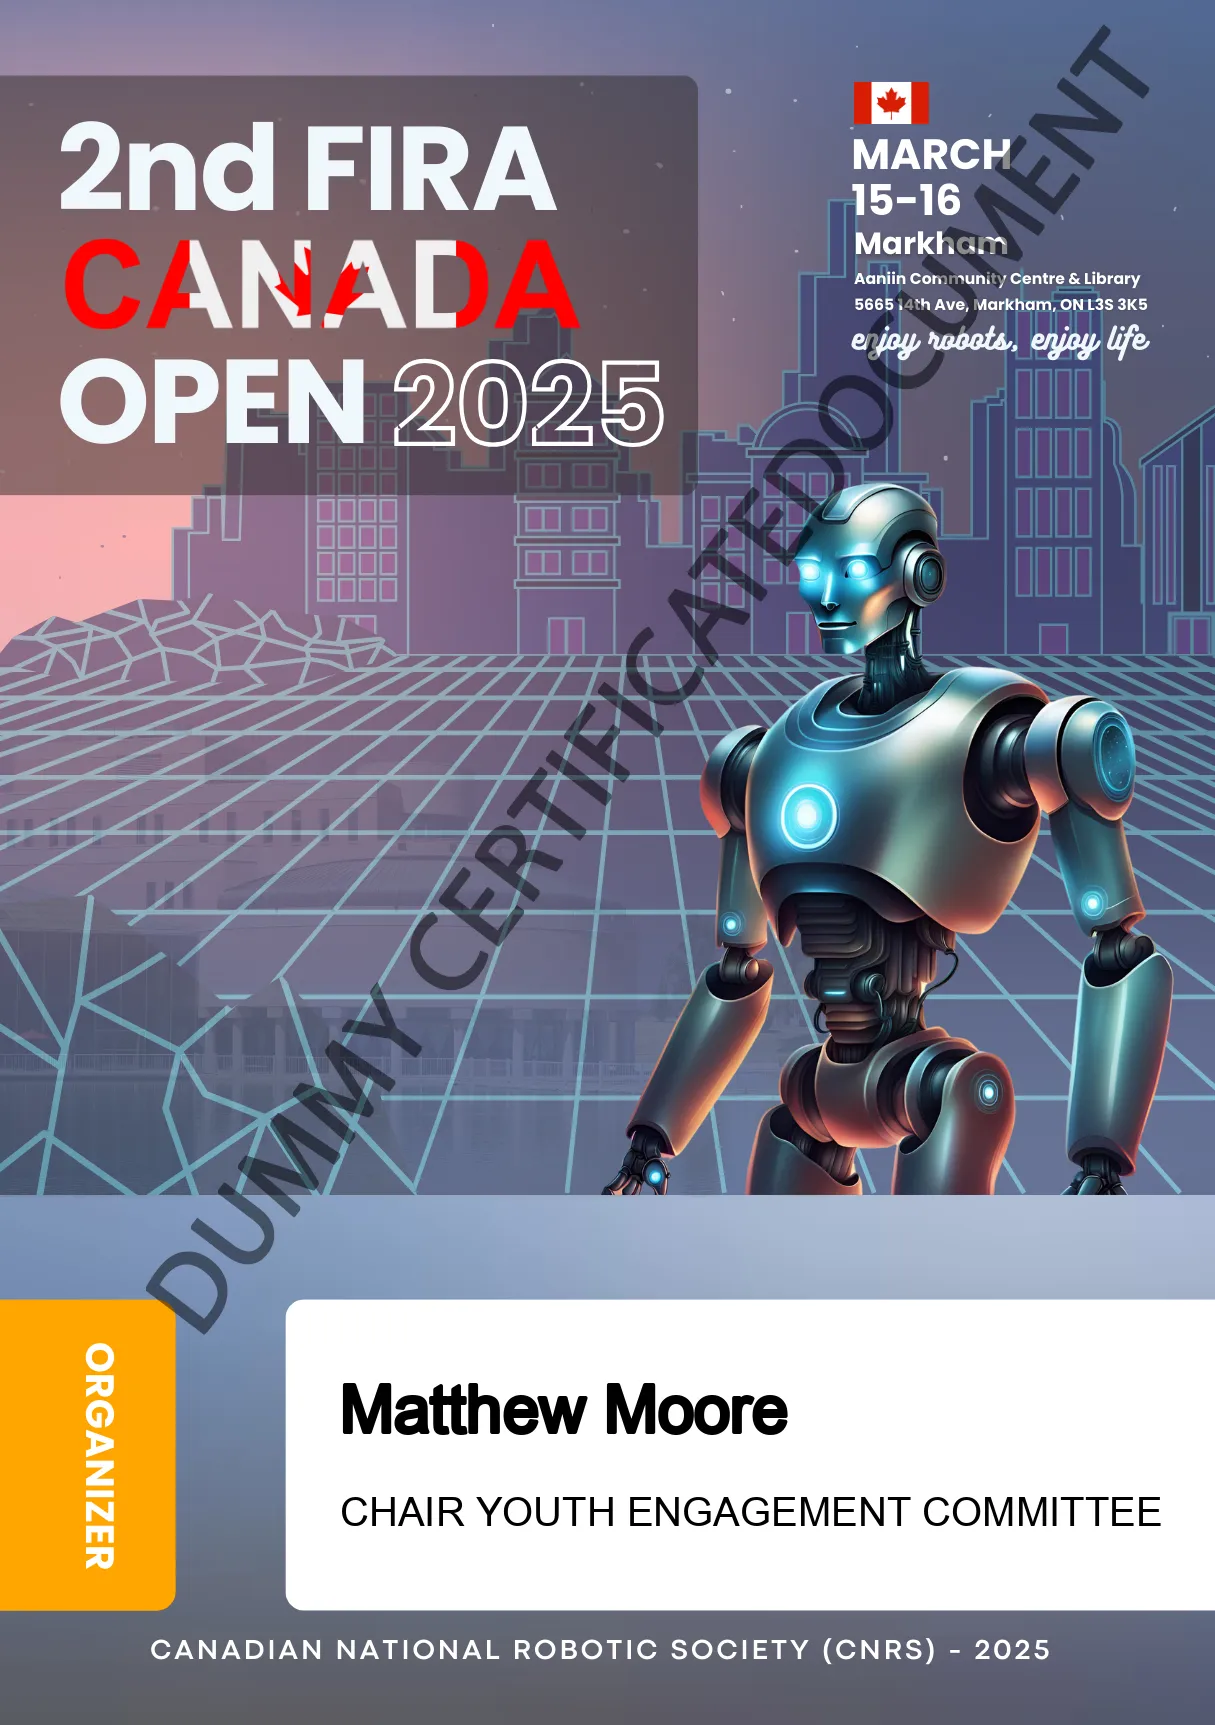 2nd FIRA
CANADA
OPEN 2025
MARCH
15-16
Markham
Aaniin Community Centre & Library
5665 14th Ave, Markham, ON L3S 3K5
enjoy robots, enjoy life
DUMMY CERTIFICATEDOCUMENT
ORGANIZER
Matthew Moore
CHAIR YOUTH ENGAGEMENT COMMITTEE
CANADIAN NATIONAL ROBOTIC SOCIETY (CNRS) - 2025